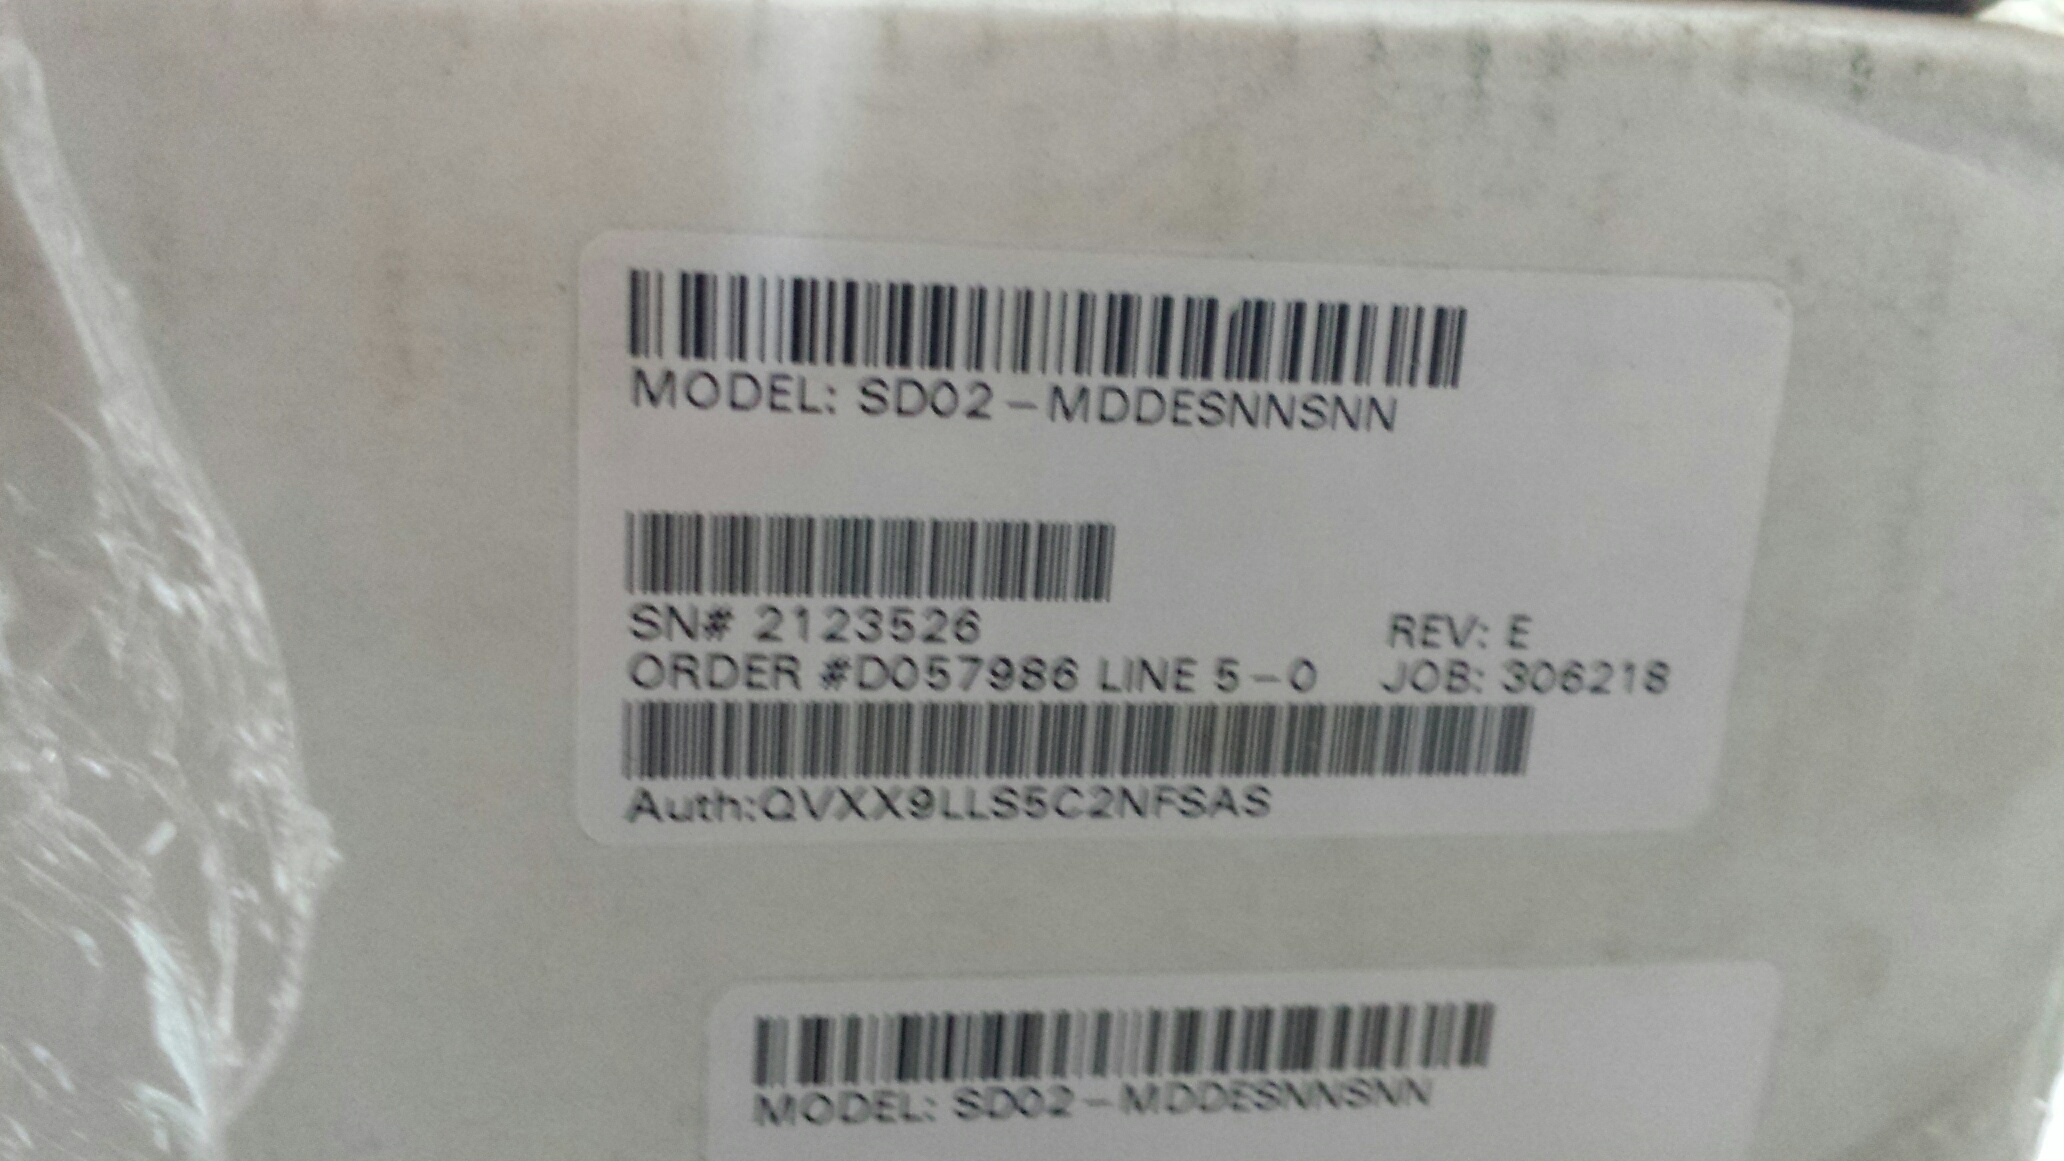 MODEL: SD02-MDDESNNSNN
SN# 2123526 REV: E
ORDER #D057986 LINE 5-0 JOB: 306218
Auth:QVXX9LLS5C2NFSAS
MODEL: SD02-MDDESNNSNN